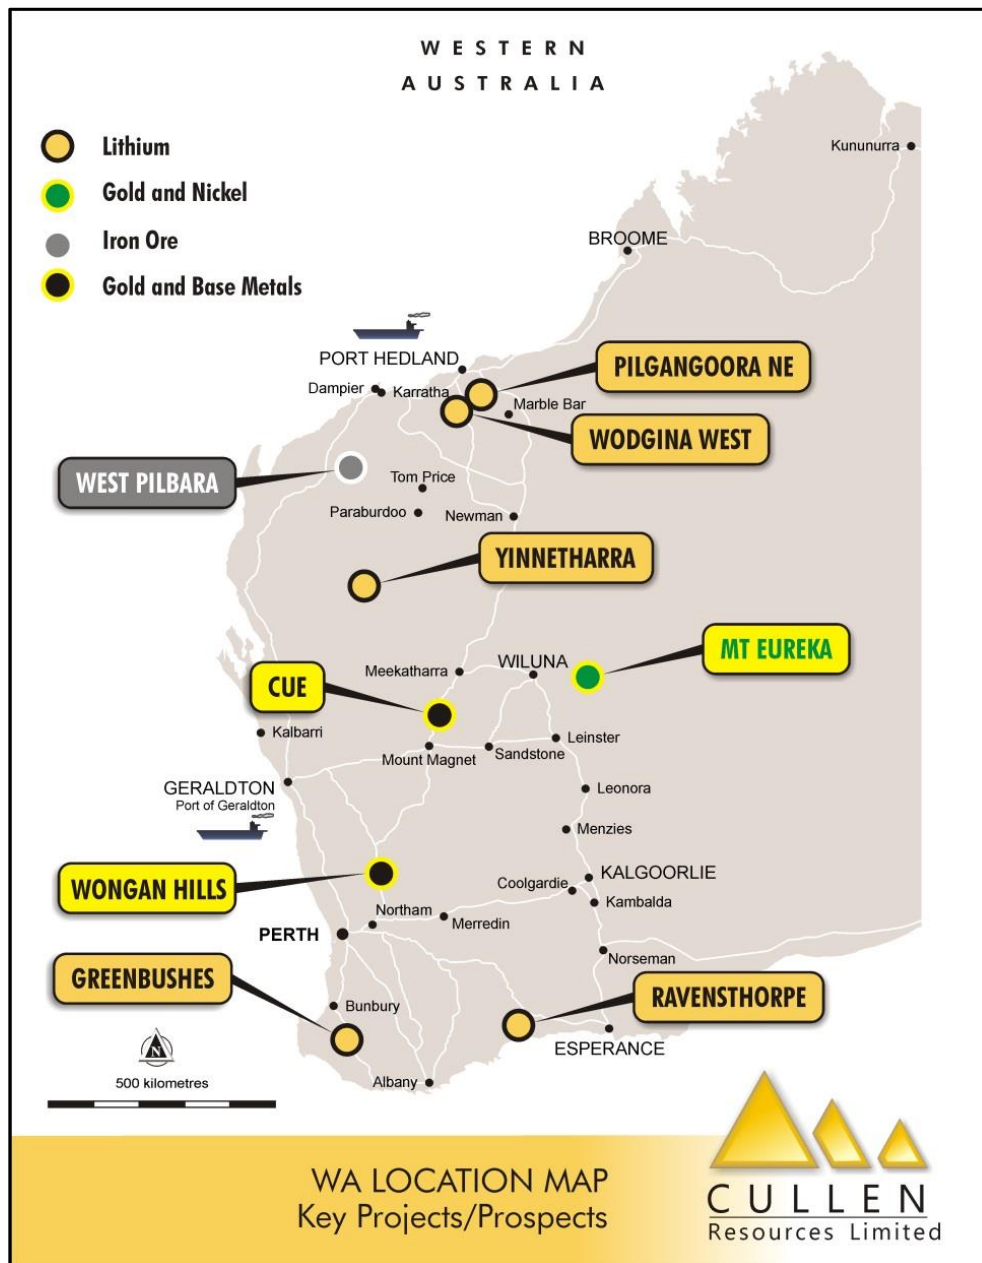 WESTERN
AUSTRALIA
Lithium
Gold and Nickel
Iron Ore
Gold and Base Metals
Kununurra
BROOME
PORT HEDLAND
PILGANGOORA NE
Dampier
Karratha
Marble Bar
WODGINA WEST
WEST PILBARA
Tom Price
Paraburdoo
Newman
YINNETHARRA
MT EUREKA
Meekatharra
WILUNA
CUE
Kalbarri
Mount Magnet
Sandstone
Leinster
GERALDTON
Port of Geraldton
Leonora
Menzies
WONGAN HILLS
Coolgardie
KALGOORLIE
Kambalda
Northam
Merredin
PERTH
Norseman
GREENBUSHES
RAVENSTHORPE
Bunbury
ESPERANCE
N
500 kilometres
Albany
WA LOCATION MAP
Key Projects/Prospects
CULLEN
Resources Limited